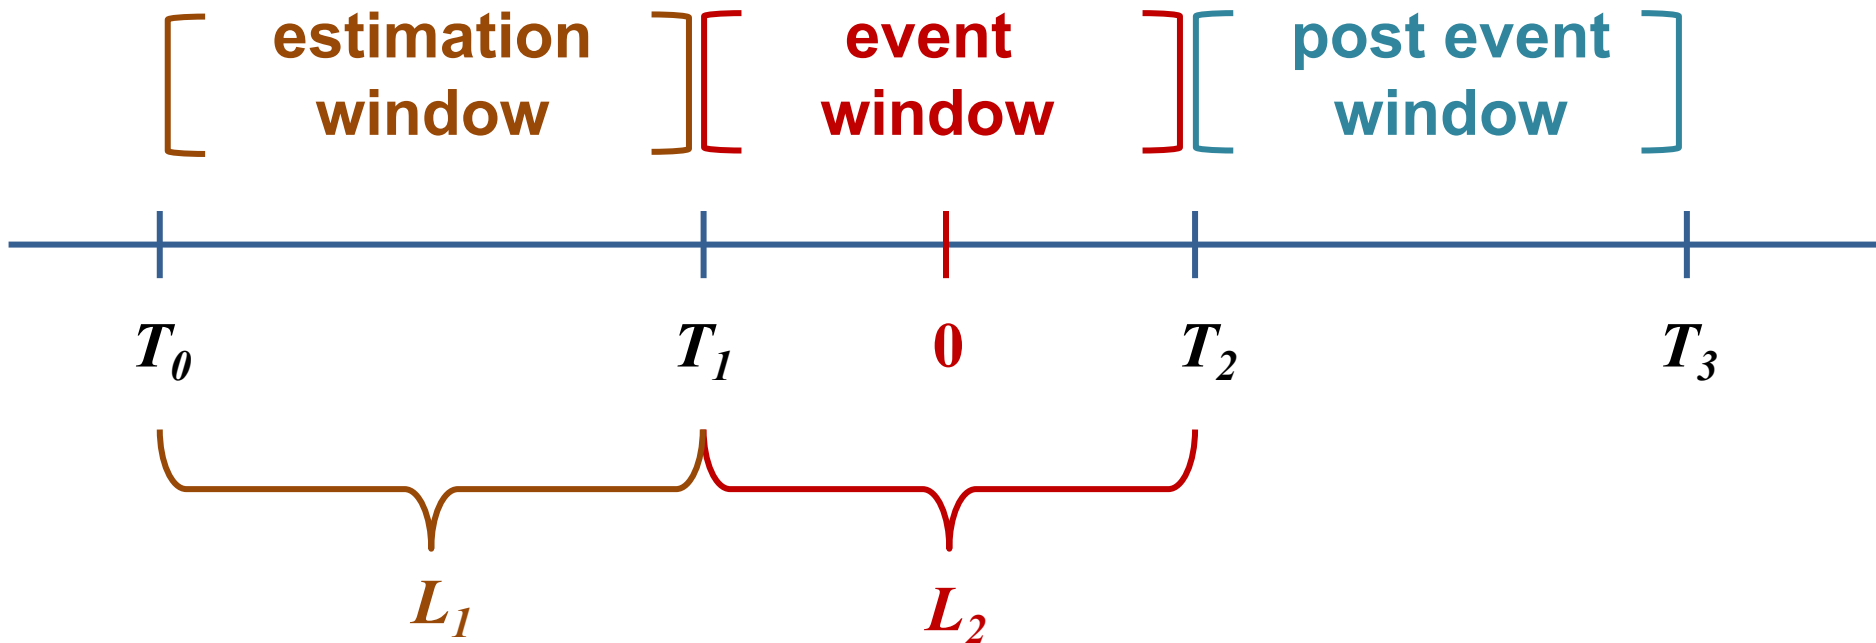 estimation
window
event
window
post event
window
T₀ T₁ 0 T₂ T₃
L₁ L₂